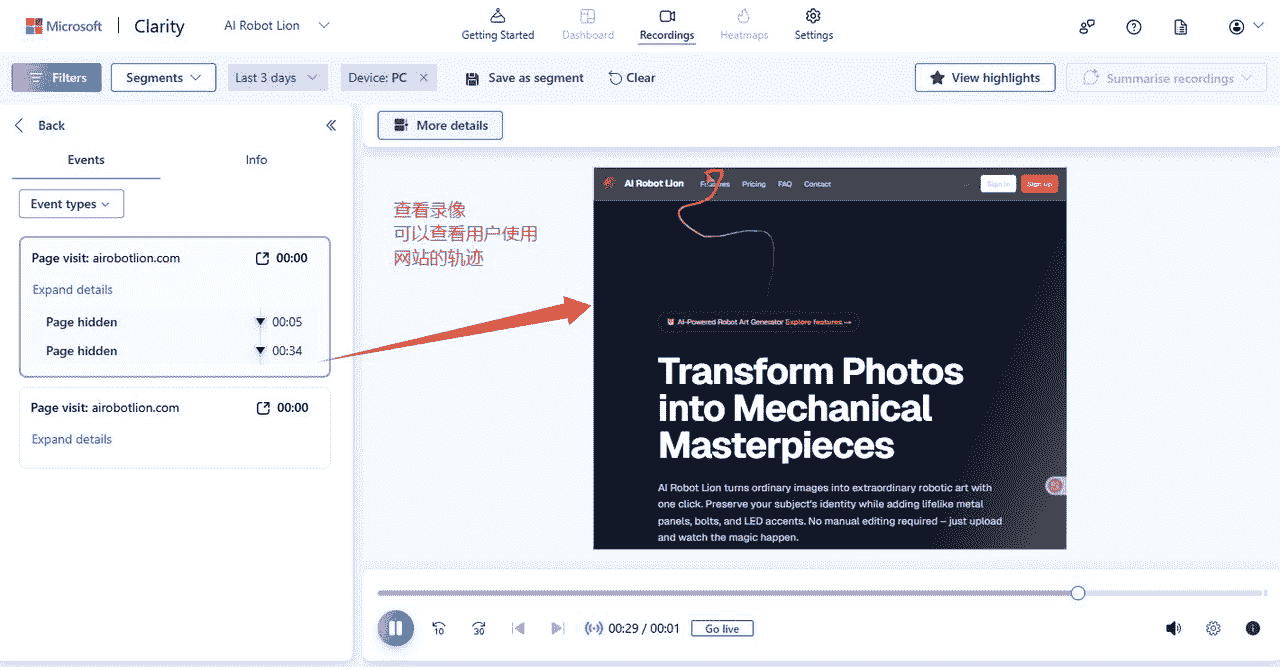 Microsoft
Clarity
AI Robot Lion
Getting Started
Dashboard
Recordings
Heatmaps
Settings
Filters
Segments
Last 3 days
Device: PC
Save as segment
Clear
View highlights
Summarise recordings
Back
Events
Info
Event types
Page visit: airobotlion.com 00:00
Expand details
Page hidden 00:05
Page hidden 00:34
Page visit: airobotlion.com 00:00
Expand details
More details
查看录像
可以查看用户使用
网站的轨迹
AI Robot Lion
Features
Pricing
FAQ
Contact
Sign in
Sign up
AI-Powered Robot Art Generator Explore features →
Transform Photos
into Mechanical
Masterpieces
AI Robot Lion turns ordinary images into extraordinary robotic art with
one click. Preserve your subject's identity while adding lifelike metal
panels, bolts, and LED accents. No manual editing required – just upload
and watch the magic happen.
10
30
00:29 / 00:01
Go live